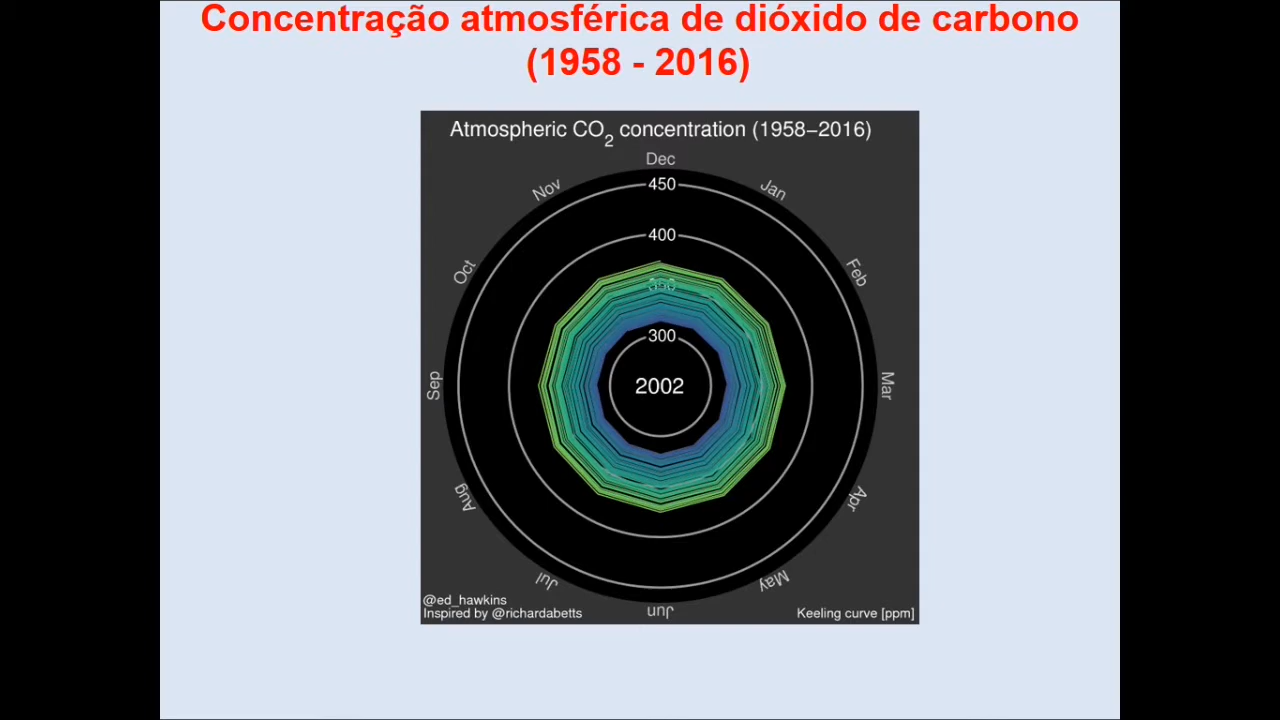 Concentração atmosférica de dióxido de carbono
(1958 - 2016)
Atmospheric CO2 concentration (1958–2016)
Dec
Nov
Jan
450
400
Oct
Feb
350
300
Sep
2002
Mar
Aug
Apr
Jul
May
Jun
@ed_hawkins
Inspired by @richardabetts
Keeling curve [ppm]